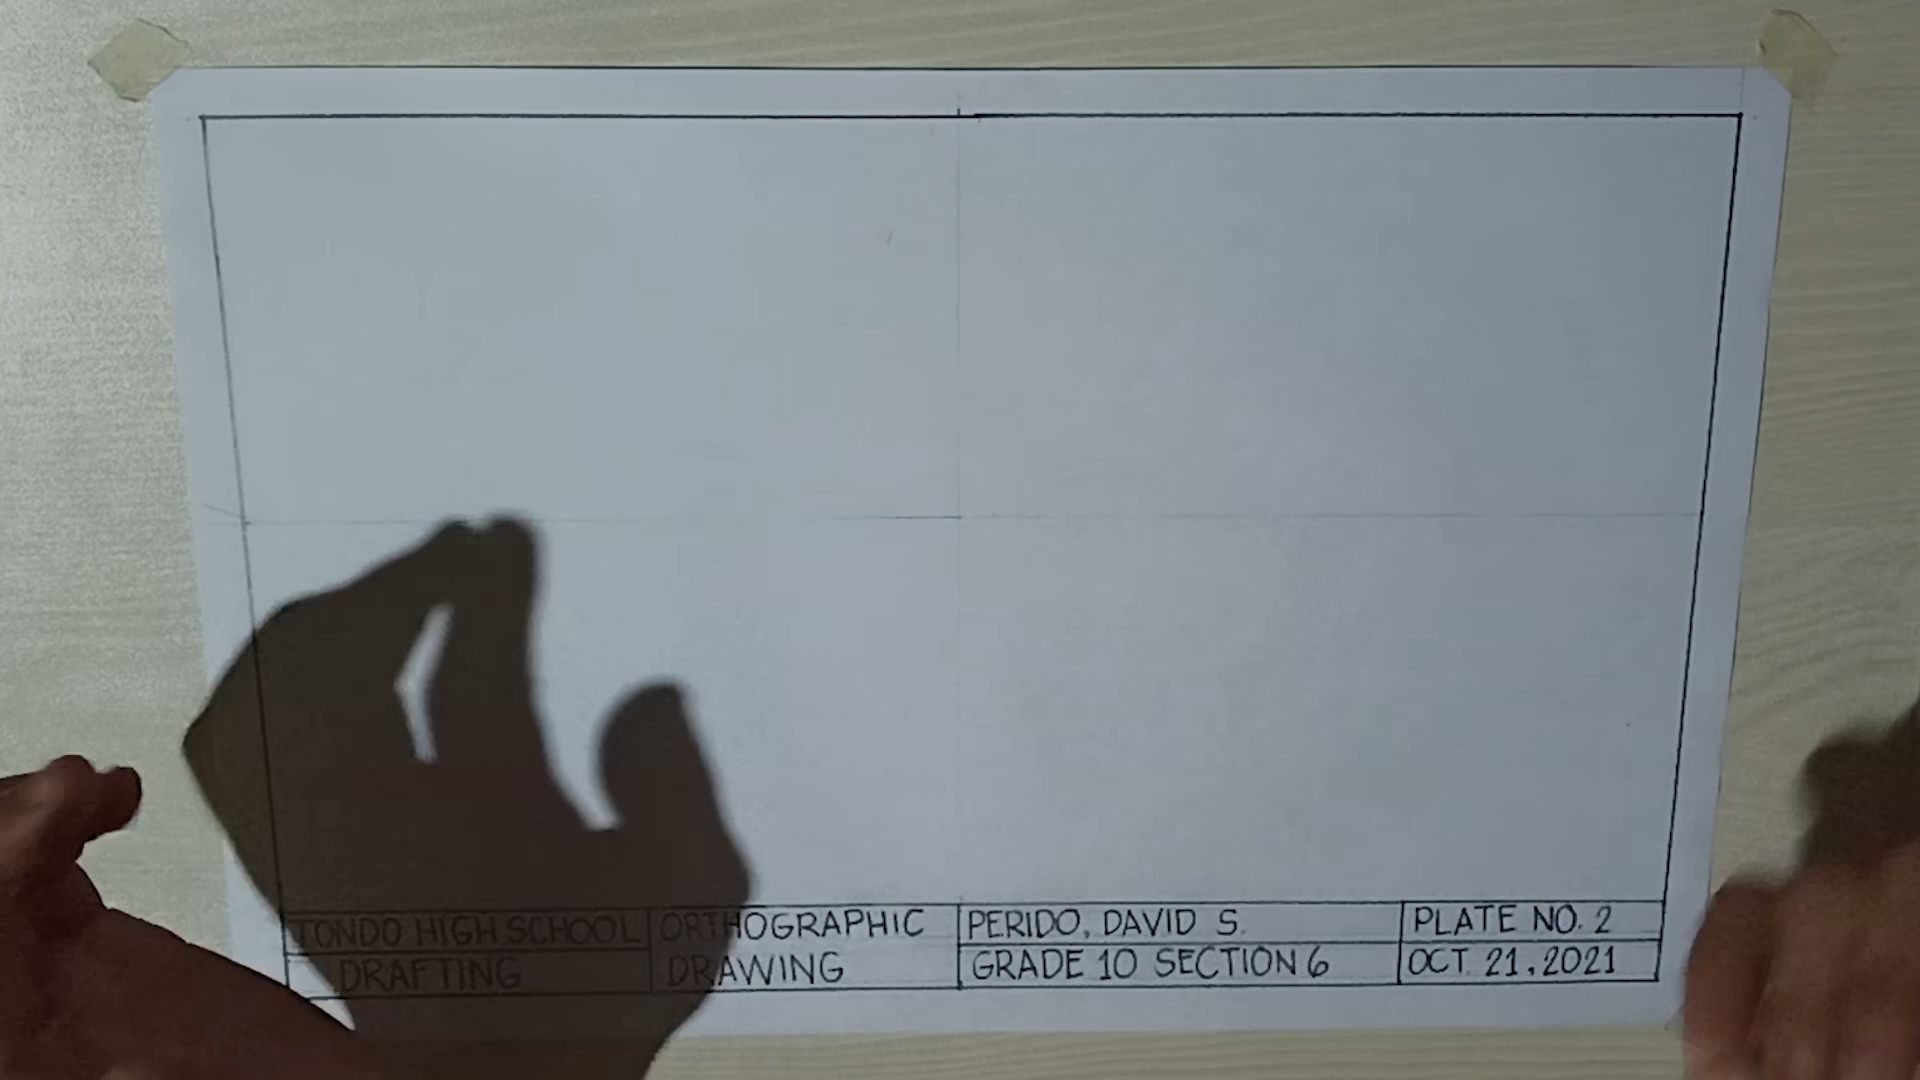 TONDO HIGH SCHOOL
DRAFTING
ORTHOGRAPHIC
DRAWING
PERIDO, DAVID S.
GRADE 10 SECTION 6
PLATE NO. 2
OCT. 21, 2021